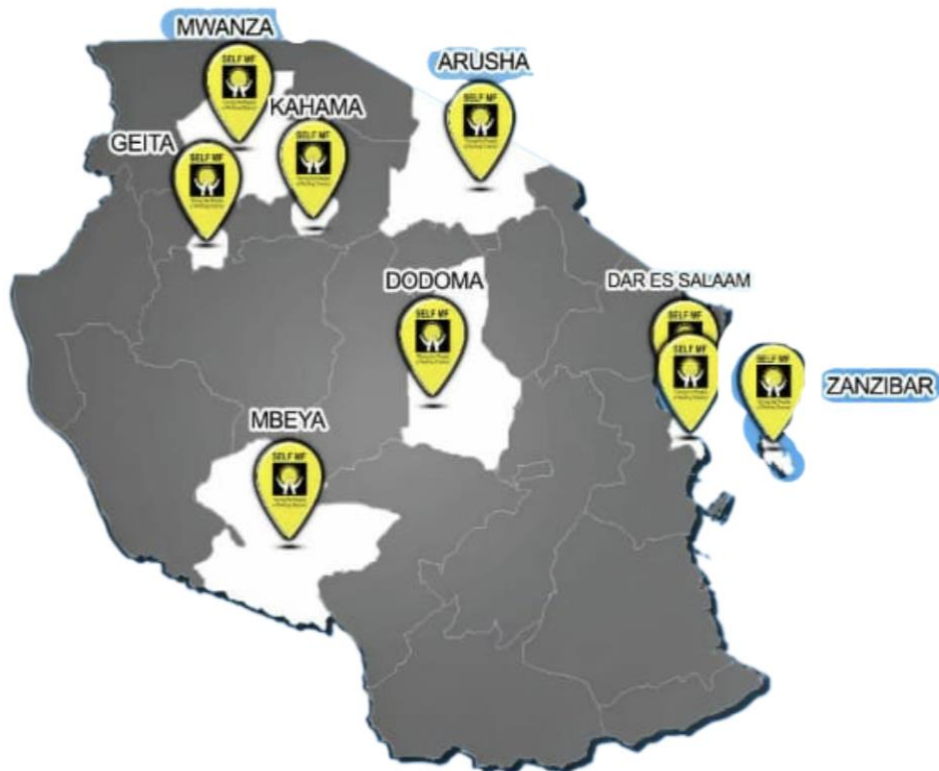 MWANZA
ARUSHA
SELF MF
SELF MF
KAHAMA
GEITA
SELF MF
SELF MF
DODOMA
DAR ES SALAAM
SELF MF
SELF MF
SELF MF
SELF MF
ZANZIBAR
MBEYA
SELF MF